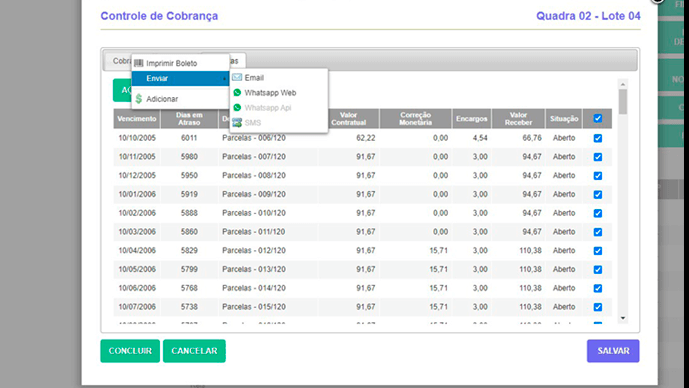 Controle de Cobrança Quadra 02 - Lote 04
Imprimir Boleto
Enviar
Adicionar
Email
Whatsapp Web
Whatsapp Api
SMS
Vencimento Dias em Atraso Valor Contratual Correção Monetária Encargos Valor Receber Situação
10/10/2005 6011 Parcelas - 006/120 62,22 0,00 4,54 66,76 Aberto
10/11/2005 5980 Parcelas - 007/120 91,67 0,00 3,00 94,67 Aberto
10/12/2005 5950 Parcelas - 008/120 91,67 0,00 3,00 94,67 Aberto
10/01/2006 5919 Parcelas - 009/120 91,67 0,00 3,00 94,67 Aberto
10/02/2006 5888 Parcelas - 010/120 91,67 0,00 3,00 94,67 Aberto
10/03/2006 5860 Parcelas - 011/120 91,67 0,00 3,00 94,67 Aberto
10/04/2006 5829 Parcelas - 012/120 91,67 15,71 3,00 110,38 Aberto
10/05/2006 5799 Parcelas - 013/120 91,67 15,71 3,00 110,38 Aberto
10/06/2006 5768 Parcelas - 014/120 91,67 15,71 3,00 110,38 Aberto
10/07/2006 5738 Parcelas - 015/120 91,67 15,71 3,00 110,38 Aberto
CONCLUIR CANCELAR SALVAR